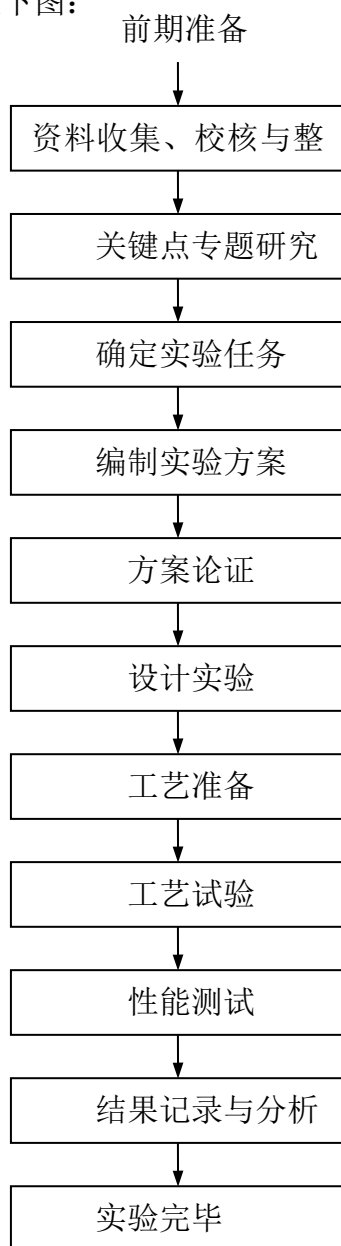 下图：
前期准备
资料收集、校核与整
关键点专题研究
确定实验任务
编制实验方案
方案论证
设计实验
工艺准备
工艺试验
性能测试
结果记录与分析
实验完毕